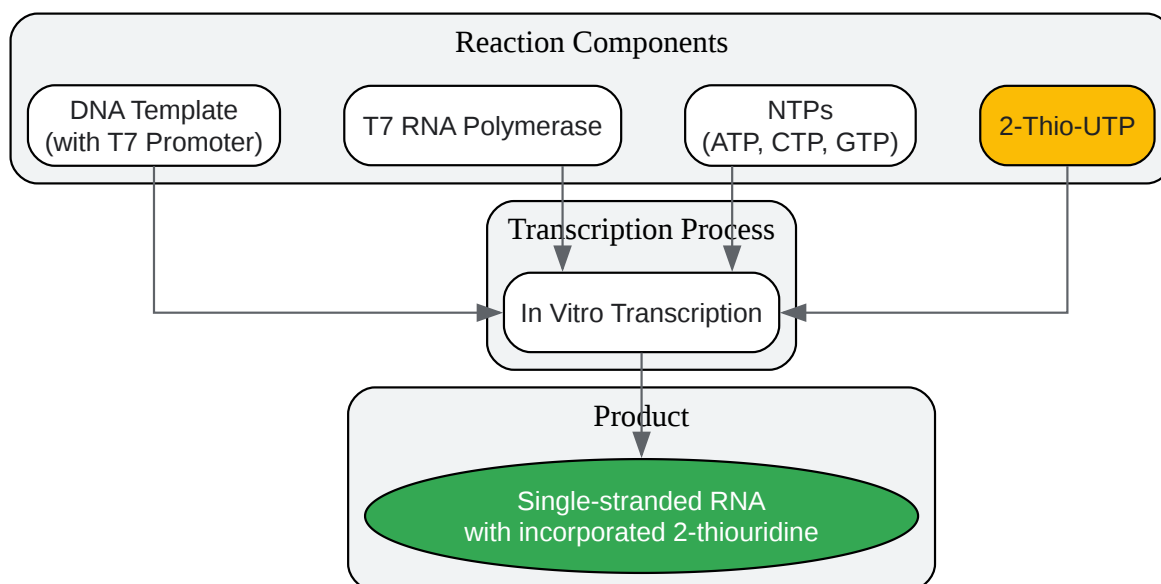 Reaction Components
DNA Template
(with T7 Promoter)
T7 RNA Polymerase
NTPs
(ATP, CTP, GTP)
2-Thio-UTP
Transcription Process
In Vitro Transcription
Product
Single-stranded RNA
with incorporated 2-thiouridine